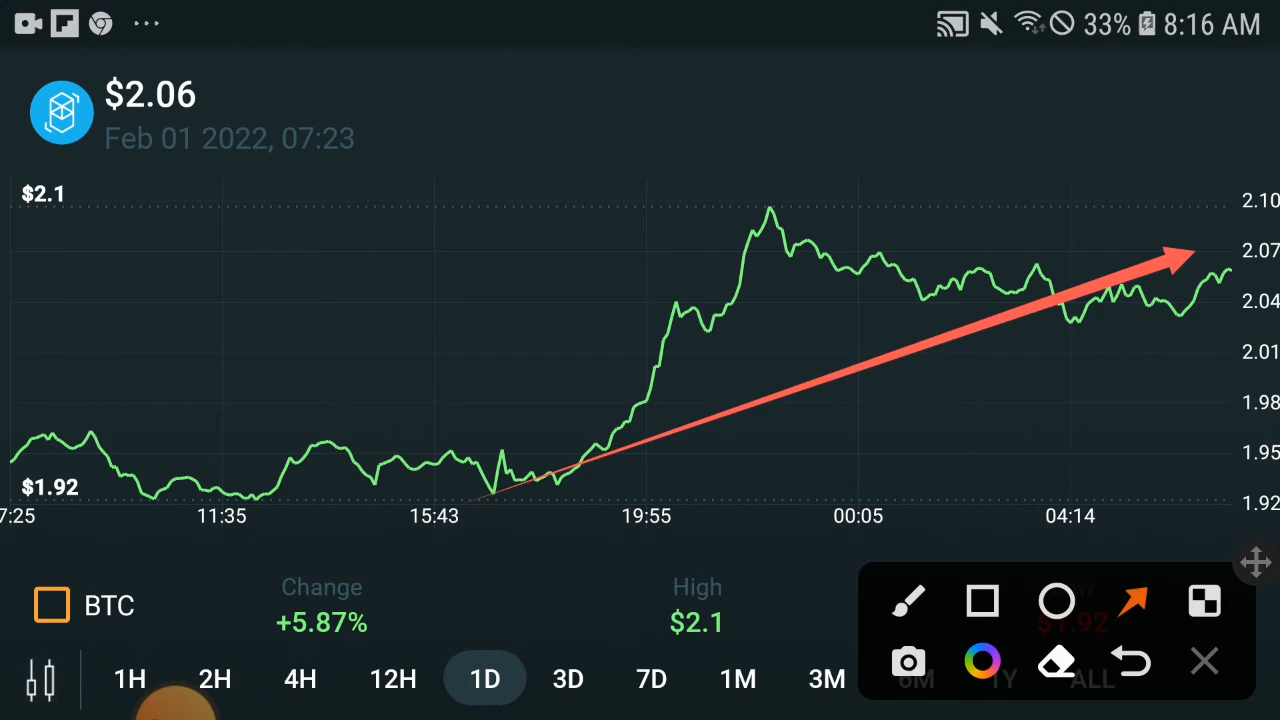 33% 8:16 AM
$2.06
Feb 01 2022, 07:23
$2.1
2.10
2.07
2.04
2.01
1.98
1.95
$1.92
1.92
7:25 11:35 15:43 19:55 00:05 04:14
Change High
BTC +5.87% $2.1 $1.92
1H 2H 4H 12H 1D 3D 7D 1M 3M 6M 1Y ALL